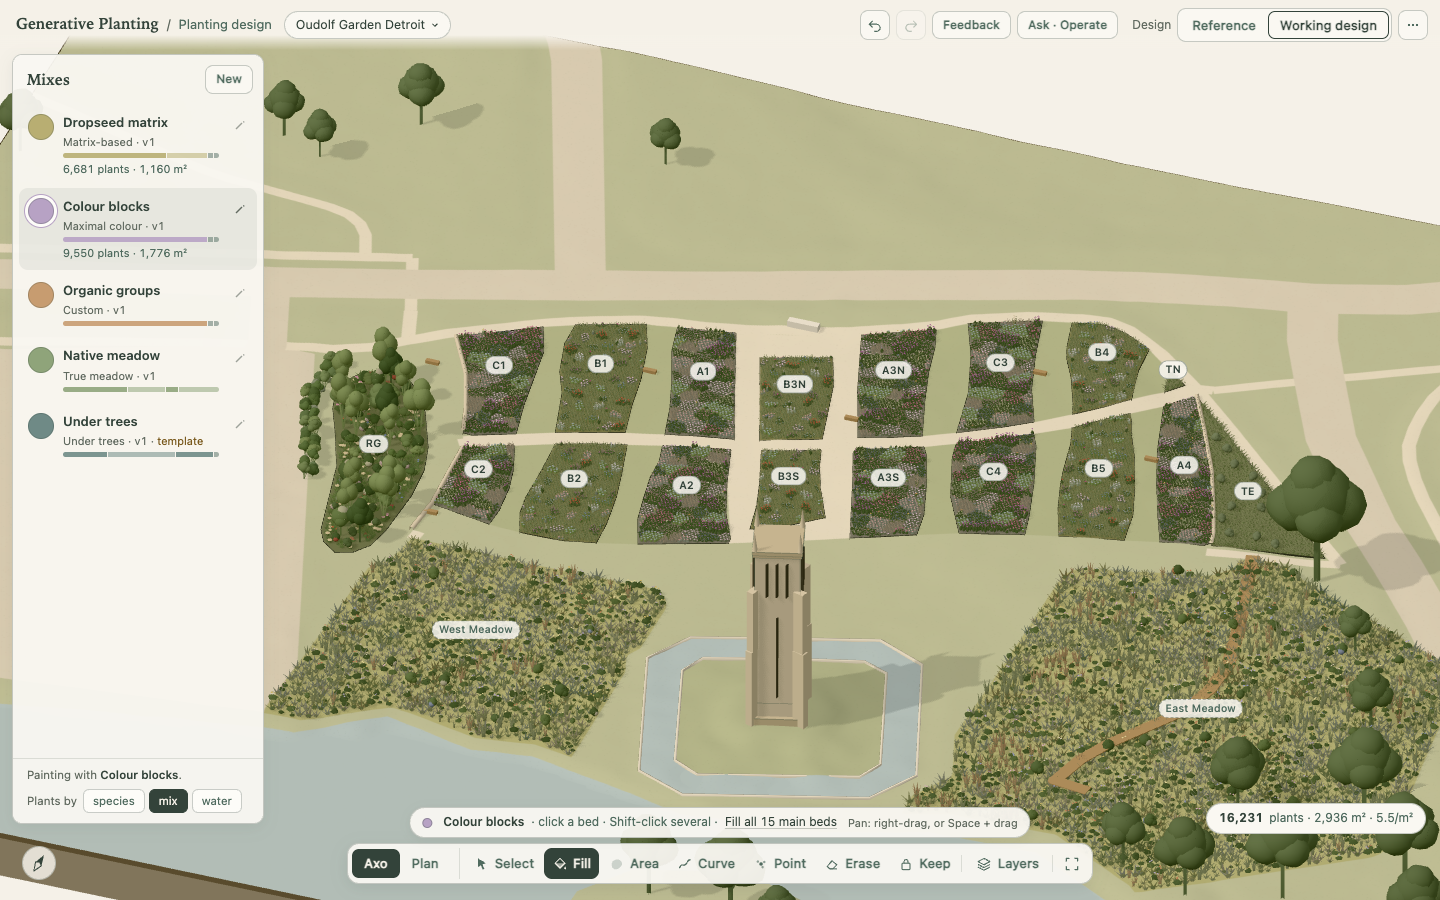 Generative Planting / Planting design
Oudolf Garden Detroit
Feedback
Ask · Operate
Design
Reference
Working design
Mixes
New
Dropseed matrix
Matrix-based · v1
6,681 plants · 1,160 m²
Colour blocks
Maximal colour · v1
9,550 plants · 1,776 m²
Organic groups
Custom · v1
Native meadow
True meadow · v1
Under trees
Under trees · v1 · template
Painting with Colour blocks.
Plants by species mix water
C1
B1
A1
B3N
A3N
C3
B4
TN
RG
C2
B2
A2
B3S
A3S
C4
B5
A4
TE
West Meadow
East Meadow
Colour blocks · click a bed · Shift-click several · Fill all 15 main beds Pan: right-drag, or Space + drag
16,231 plants · 2,936 m² · 5.5/m²
Axo Plan Select Fill Area Curve Point Erase Keep Layers